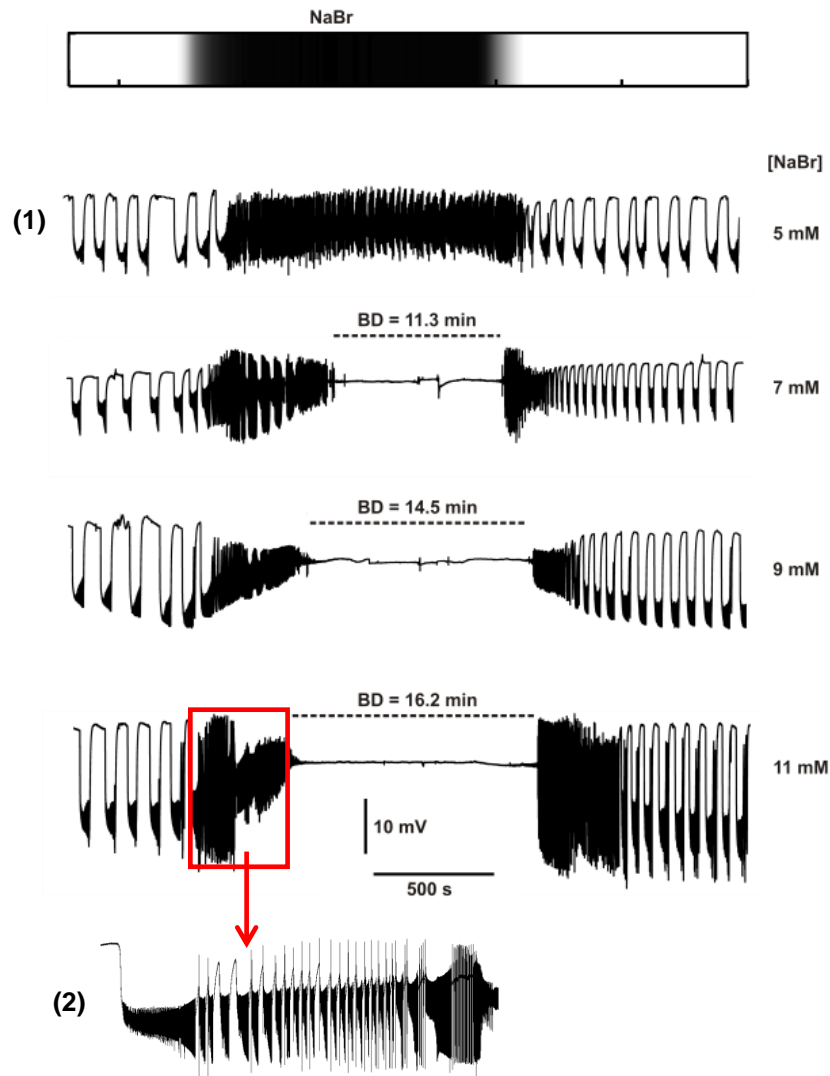 NaBr
[NaBr]
(1)
5 mM
BD = 11.3 min
7 mM
BD = 14.5 min
9 mM
BD = 16.2 min
11 mM
10 mV
500 s
(2)